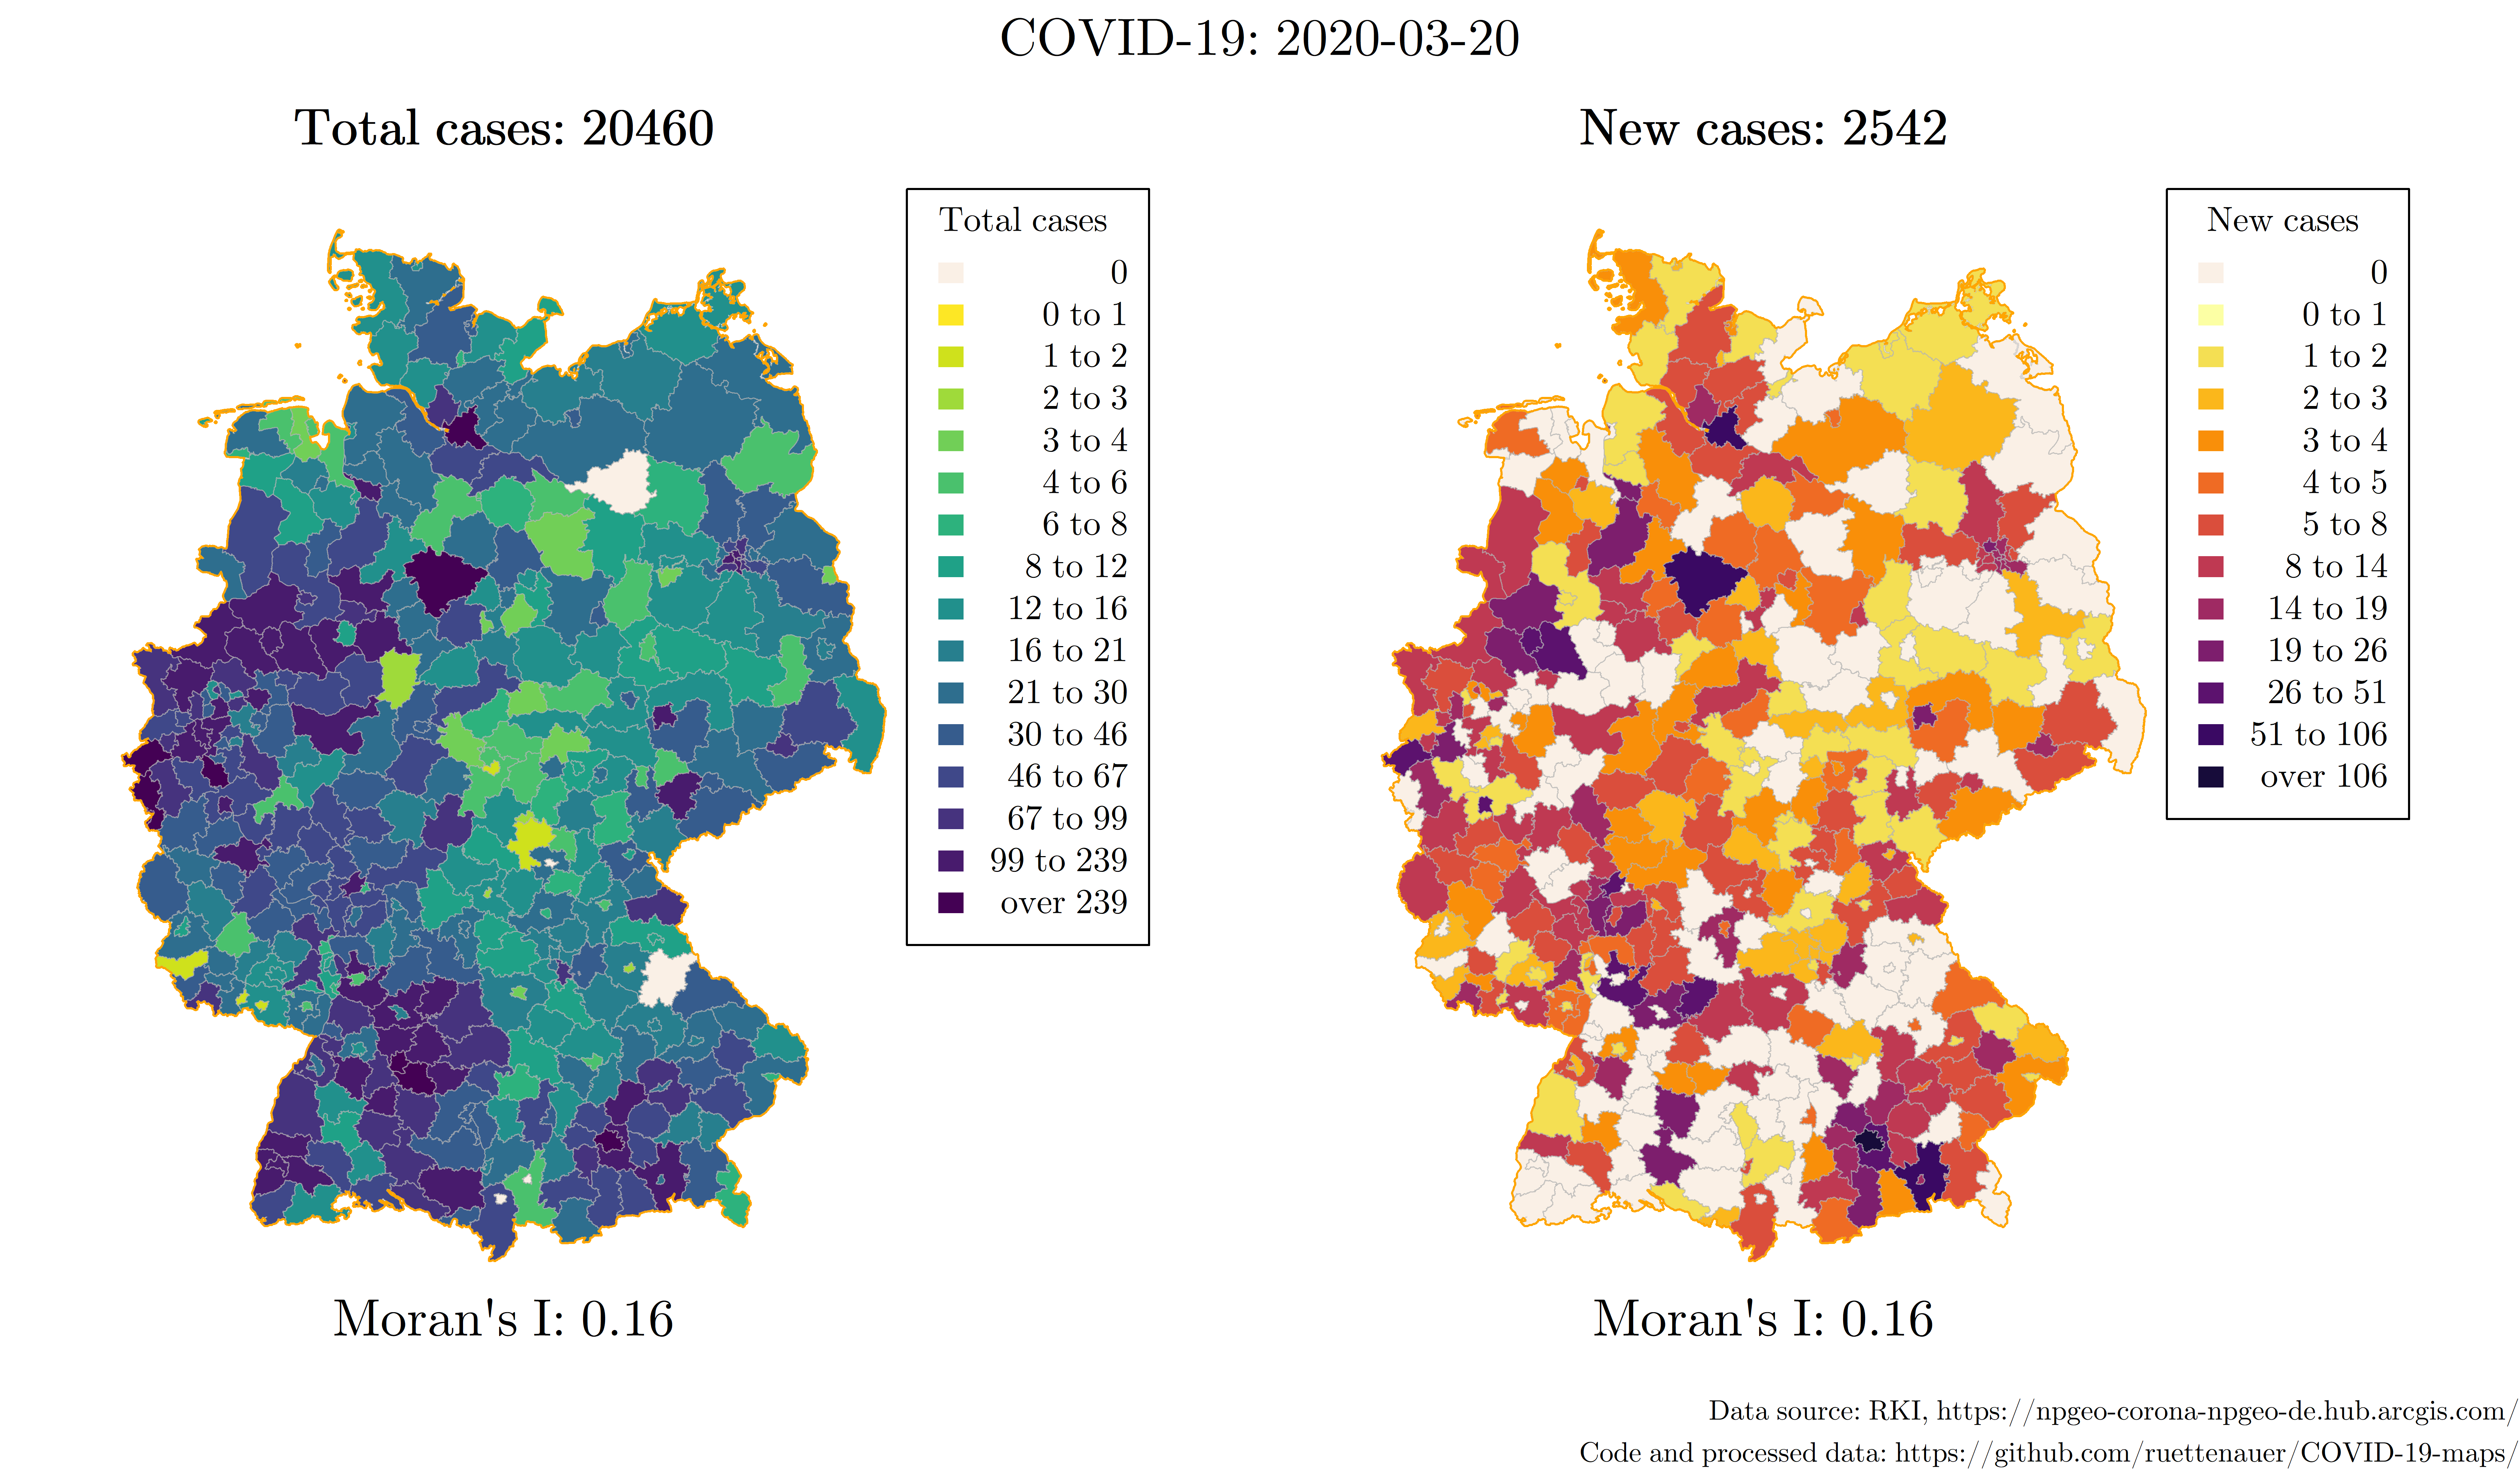 COVID-19: 2020-03-20
Total cases: 20460
Total cases
0
0 to 1
1 to 2
2 to 3
3 to 4
4 to 6
6 to 8
8 to 12
12 to 16
16 to 21
21 to 30
30 to 46
46 to 67
67 to 99
99 to 239
over 239
Moran's I: 0.16
New cases: 2542
New cases
0
0 to 1
1 to 2
2 to 3
3 to 4
4 to 5
5 to 8
8 to 14
14 to 19
19 to 26
26 to 51
51 to 106
over 106
Moran's I: 0.16
Data source: RKI, https://npgeo-corona-npgeo-de.hub.arcgis.com/
Code and processed data: https://github.com/ruettenauer/COVID-19-maps/